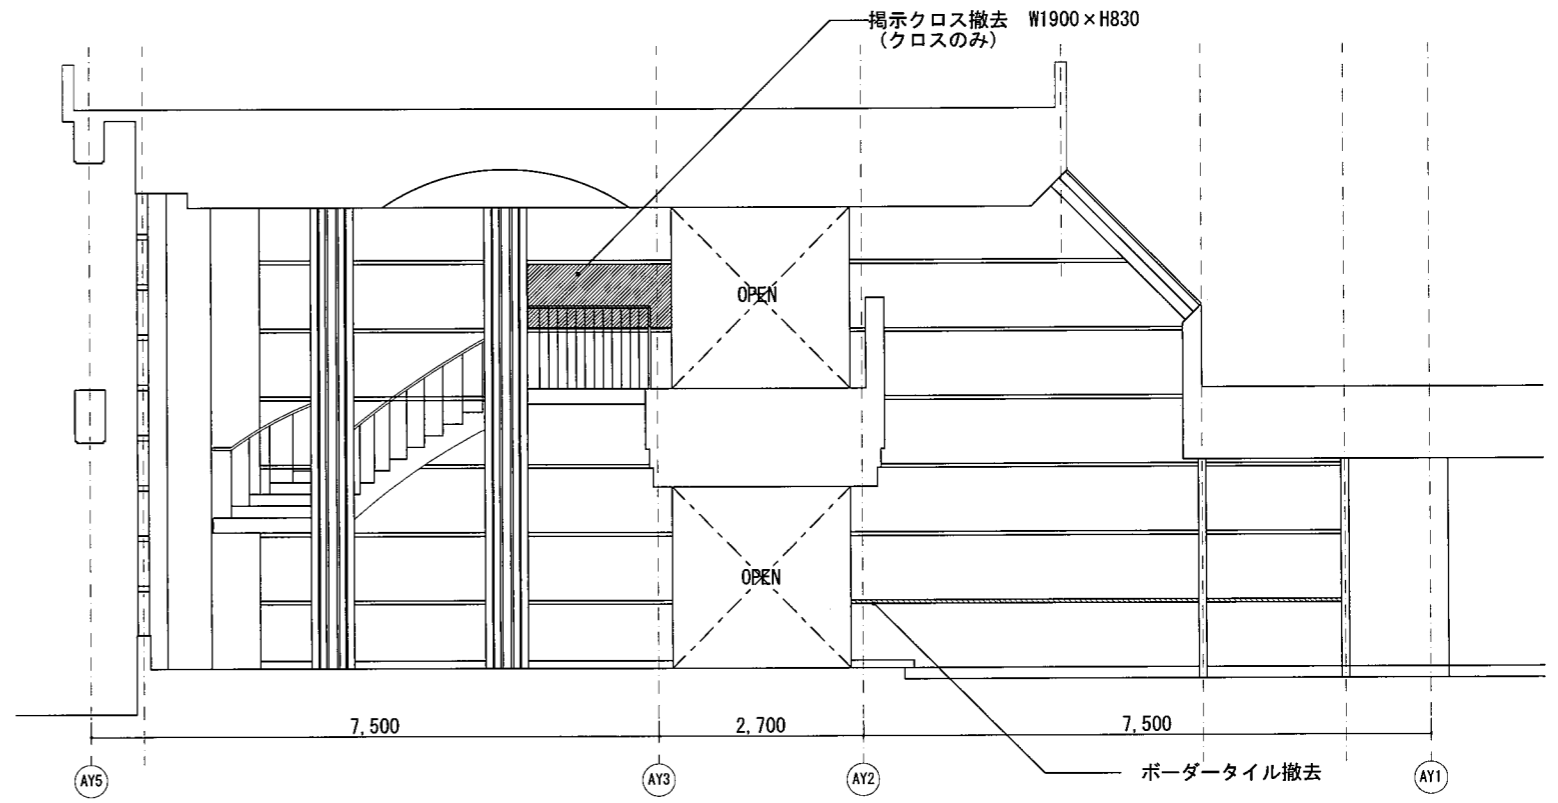 掲示クロス撤去　W1900×H830
（クロスのみ）
OPEN
OPEN
7,500
2,700
7,500
ボーダータイル撤去
AY5
AY3
AY2
AY1